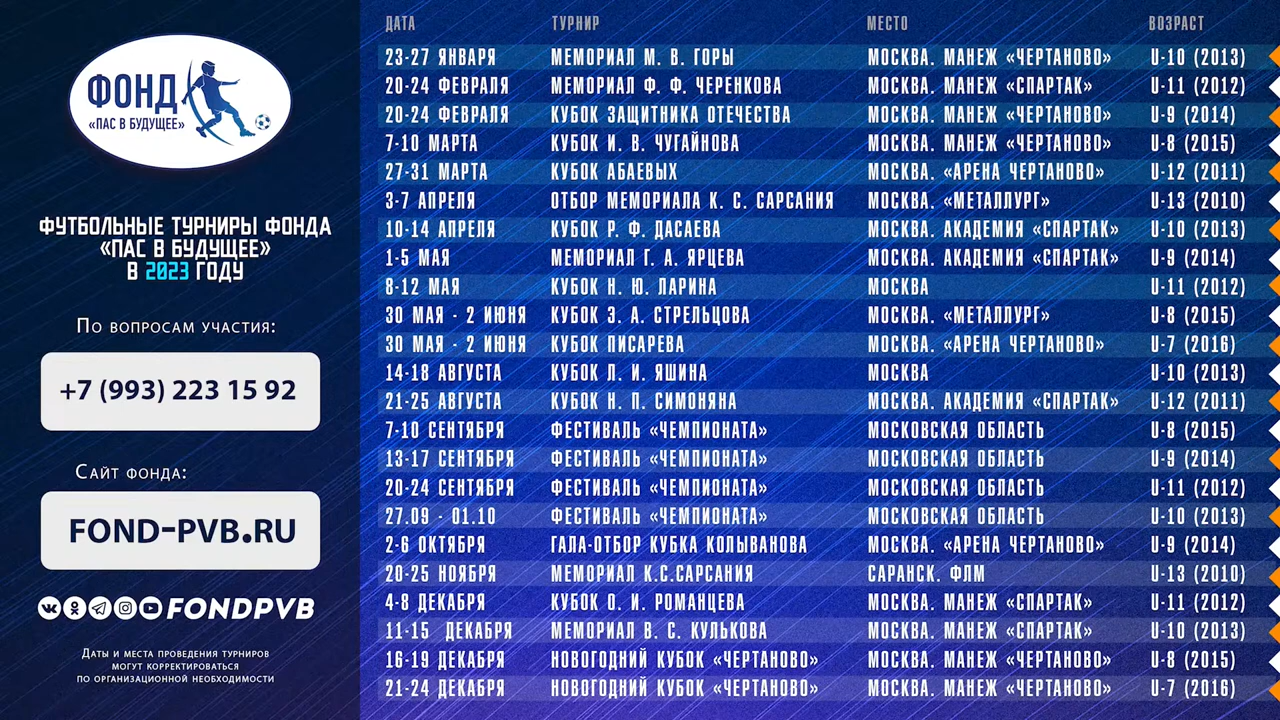 ФОНД
«ПАС В БУДУЩЕЕ»
ФУТБОЛЬНЫЕ ТУРНИРЫ ФОНДА
«ПАС В БУДУЩЕЕ»
В 2023 ГОДУ
По вопросам участия:
+7 (993) 223 15 92
Сайт фонда:
FOND-PVB.RU
FONDPVB
Даты и места проведения турниров
могут корректироваться
по организационной необходимости
ДАТА ТУРНИР МЕСТО ВОЗРАСТ
23-27 ЯНВАРЯ МЕМОРИАЛ М. В. ГОРЫ МОСКВА. МАНЕЖ «ЧЕРТАНОВО» U-10 (2013)
20-24 ФЕВРАЛЯ МЕМОРИАЛ Ф. Ф. ЧЕРЕНКОВА МОСКВА. МАНЕЖ «СПАРТАК» U-11 (2012)
20-24 ФЕВРАЛЯ КУБОК ЗАЩИТНИКА ОТЕЧЕСТВА МОСКВА. МАНЕЖ «ЧЕРТАНОВО» U-9 (2014)
7-10 МАРТА КУБОК И. В. ЧУГАЙНОВА МОСКВА. МАНЕЖ «ЧЕРТАНОВО» U-8 (2015)
27-31 МАРТА КУБОК АБАЕВЫХ МОСКВА. «АРЕНА ЧЕРТАНОВО» U-12 (2011)
3-7 АПРЕЛЯ ОТБОР МЕМОРИАЛА К. С. САРСАНИЯ МОСКВА. «МЕТАЛЛУРГ» U-13 (2010)
10-14 АПРЕЛЯ КУБОК Р. Ф. ДАСАЕВА МОСКВА. АКАДЕМИЯ «СПАРТАК» U-10 (2013)
1-5 МАЯ МЕМОРИАЛ Г. А. ЯРЦЕВА МОСКВА. АКАДЕМИЯ «СПАРТАК» U-9 (2014)
8-12 МАЯ КУБОК Н. Ю. ЛАРИНА МОСКВА U-11 (2012)
30 МАЯ - 2 ИЮНЯ КУБОК Э. А. СТРЕЛЬЦОВА МОСКВА. «МЕТАЛЛУРГ» U-8 (2015)
30 МАЯ - 2 ИЮНЯ КУБОК ПИСАРЕВА МОСКВА. «АРЕНА ЧЕРТАНОВО» U-7 (2016)
14-18 АВГУСТА КУБОК Л. И. ЯШИНА МОСКВА U-10 (2013)
21-25 АВГУСТА КУБОК Н. П. СИМОНЯНА МОСКВА. АКАДЕМИЯ «СПАРТАК» U-12 (2011)
7-10 СЕНТЯБРЯ ФЕСТИВАЛЬ «ЧЕМПИОНАТА» МОСКОВСКАЯ ОБЛАСТЬ U-8 (2015)
13-17 СЕНТЯБРЯ ФЕСТИВАЛЬ «ЧЕМПИОНАТА» МОСКОВСКАЯ ОБЛАСТЬ U-9 (2014)
20-24 СЕНТЯБРЯ ФЕСТИВАЛЬ «ЧЕМПИОНАТА» МОСКОВСКАЯ ОБЛАСТЬ U-11 (2012)
27.09 - 01.10 ФЕСТИВАЛЬ «ЧЕМПИОНАТА» МОСКОВСКАЯ ОБЛАСТЬ U-10 (2013)
2-6 ОКТЯБРЯ ГАЛА-ОТБОР КУБКА КОЛЫВАНОВА МОСКВА. «АРЕНА ЧЕРТАНОВО» U-9 (2014)
20-25 НОЯБРЯ МЕМОРИАЛ К.С.САРСАНИЯ САРАНСК. ФЛМ U-13 (2010)
4-8 ДЕКАБРЯ КУБОК О. И. РОМАНЦЕВА МОСКВА. МАНЕЖ «СПАРТАК» U-11 (2012)
11-15 ДЕКАБРЯ МЕМОРИАЛ В. С. КУЛЬКОВА МОСКВА. МАНЕЖ «СПАРТАК» U-10 (2013)
16-19 ДЕКАБРЯ НОВОГОДНИЙ КУБОК «ЧЕРТАНОВО» МОСКВА. МАНЕЖ «ЧЕРТАНОВО» U-8 (2015)
21-24 ДЕКАБРЯ НОВОГОДНИЙ КУБОК «ЧЕРТАНОВО» МОСКВА. МАНЕЖ «ЧЕРТАНОВО» U-7 (2016)